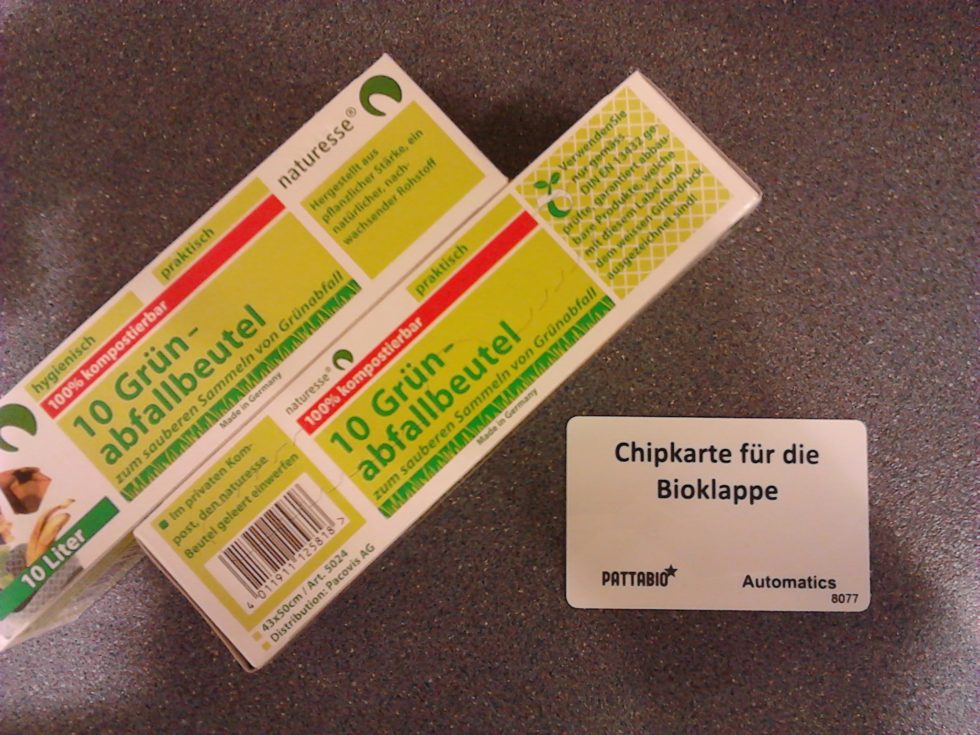 naturesse®
Hergestellt aus
pflanzlicher Stärke, ein
natürlicher, nach-
wachsender Rohstoff
hygienisch
praktisch
100% kompostierbar
10 Grün-
abfallbeutel
zum sauberen Sammeln von Grünabfall
Made in Germany
10 Liter
Verwenden Sie
nur gemäss
DIN EN 13432 ge-
prüfte, garantiert abbau-
bare Produkte, welche
mit diesem Label und
dem weissen Gitterdruck
ausgezeichnet sind!
praktisch
naturesse®
100% kompostierbar
10 Grün-
abfallbeutel
zum sauberen Sammeln von Grünabfall
Made in Germany
Im privaten Kom-
post, den naturesse
Beutel geleert einwerfen
4 011911 125818 >
43x50cm / Art. 5024
Distribution: Pacovis AG
Chipkarte für die
Bioklappe
PATTABIO
Automatics
8077